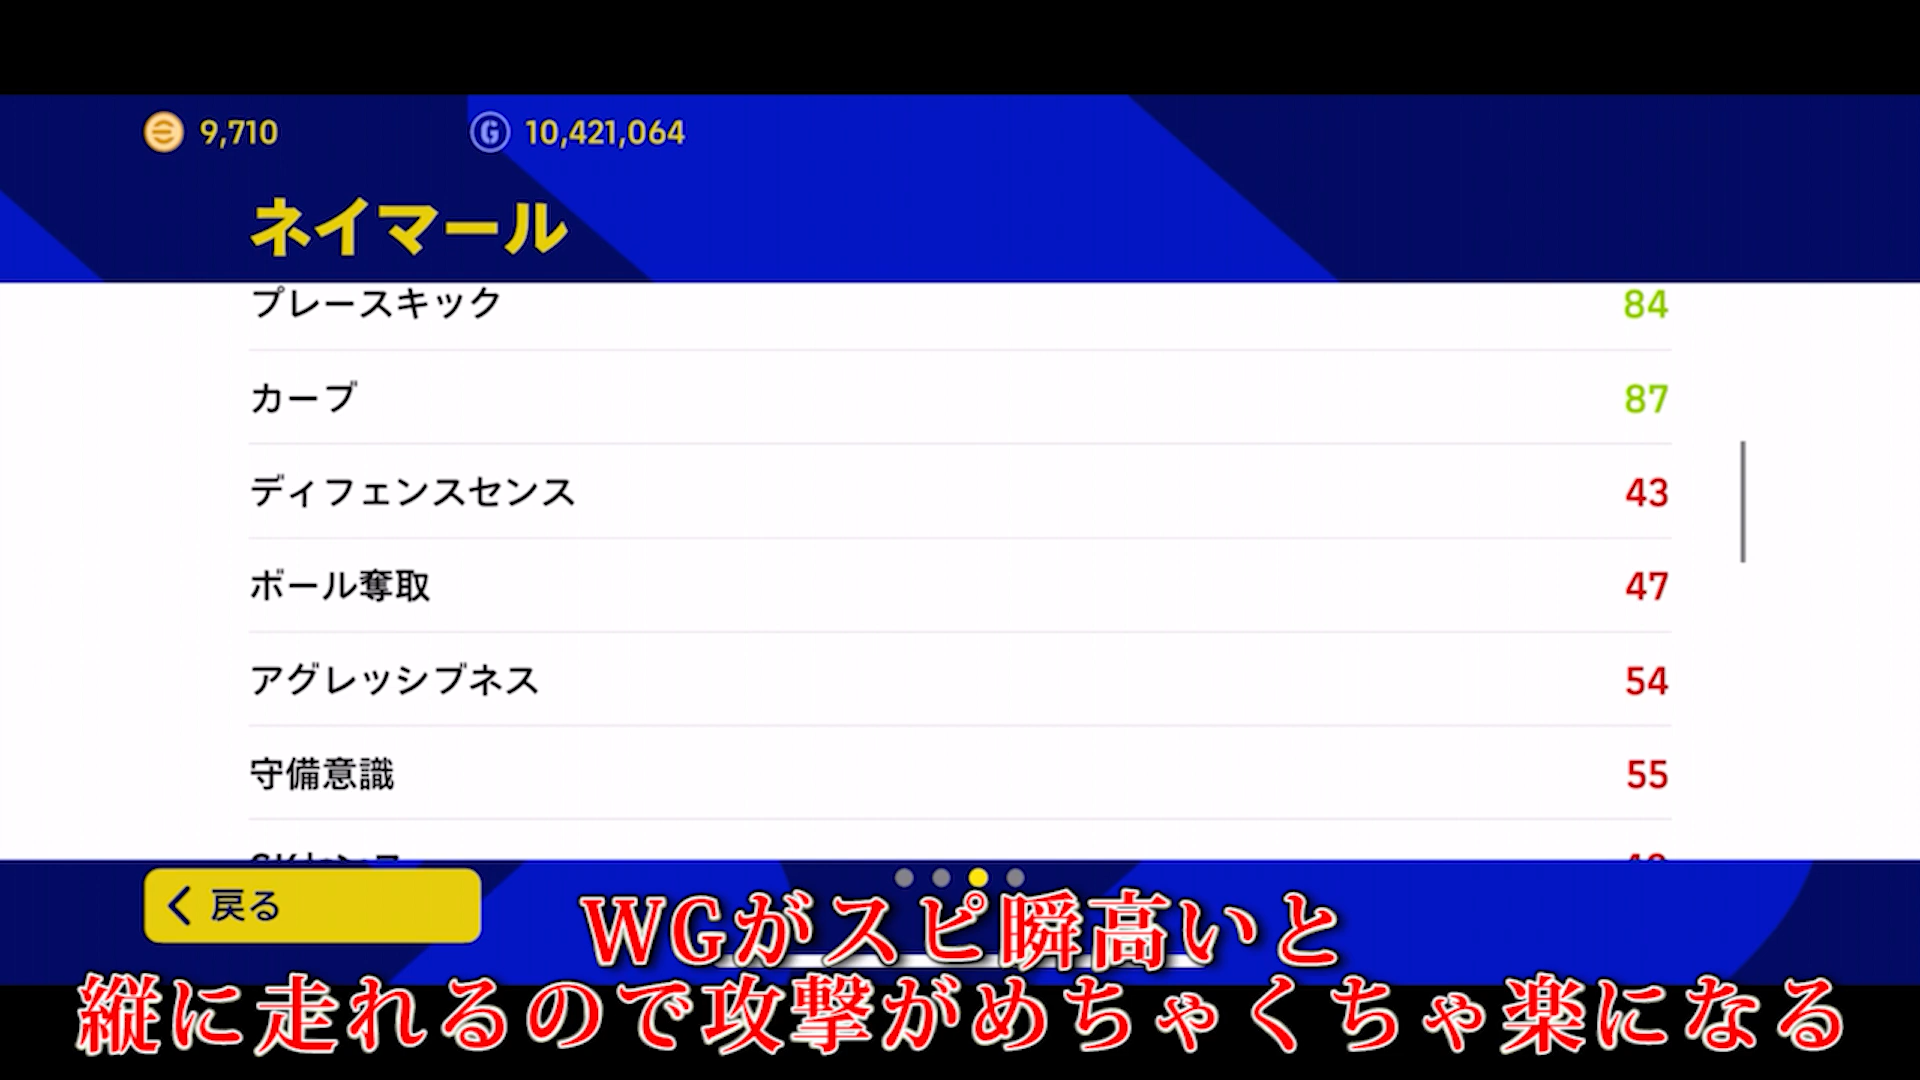 9,710
10,421,064
ネイマール
プレースキック 84
カーブ 87
ディフェンスセンス 43
ボール奪取 47
アグレッシブネス 54
守備意識 55
戻る
WGがスピ瞬高いと
縦に走れるので攻撃がめちゃくちゃ楽になる